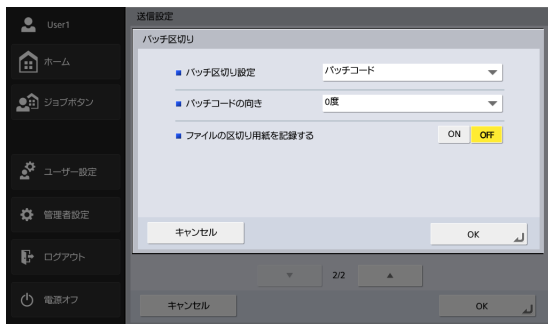 User1
ホーム
ジョブボタン
ユーザー設定
管理者設定
ログアウト
電源オフ
送信設定
バッチ区切り
バッチ区切り設定
パッチコード
パッチコードの向き
0度
ファイルの区切り用紙を記録する
ON OFF
キャンセル
OK
2/2
キャンセル
OK